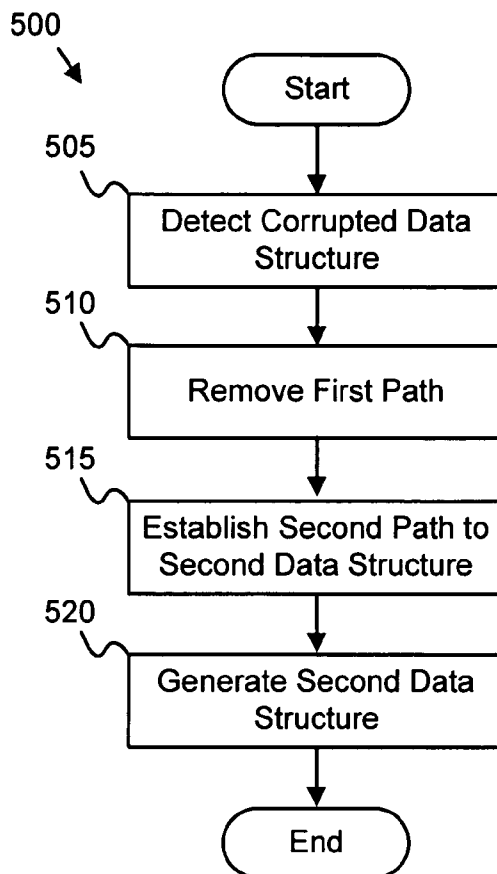 500
Start
505
Detect Corrupted Data
Structure
510
Remove First Path
515
Establish Second Path to
Second Data Structure
520
Generate Second Data
Structure
End